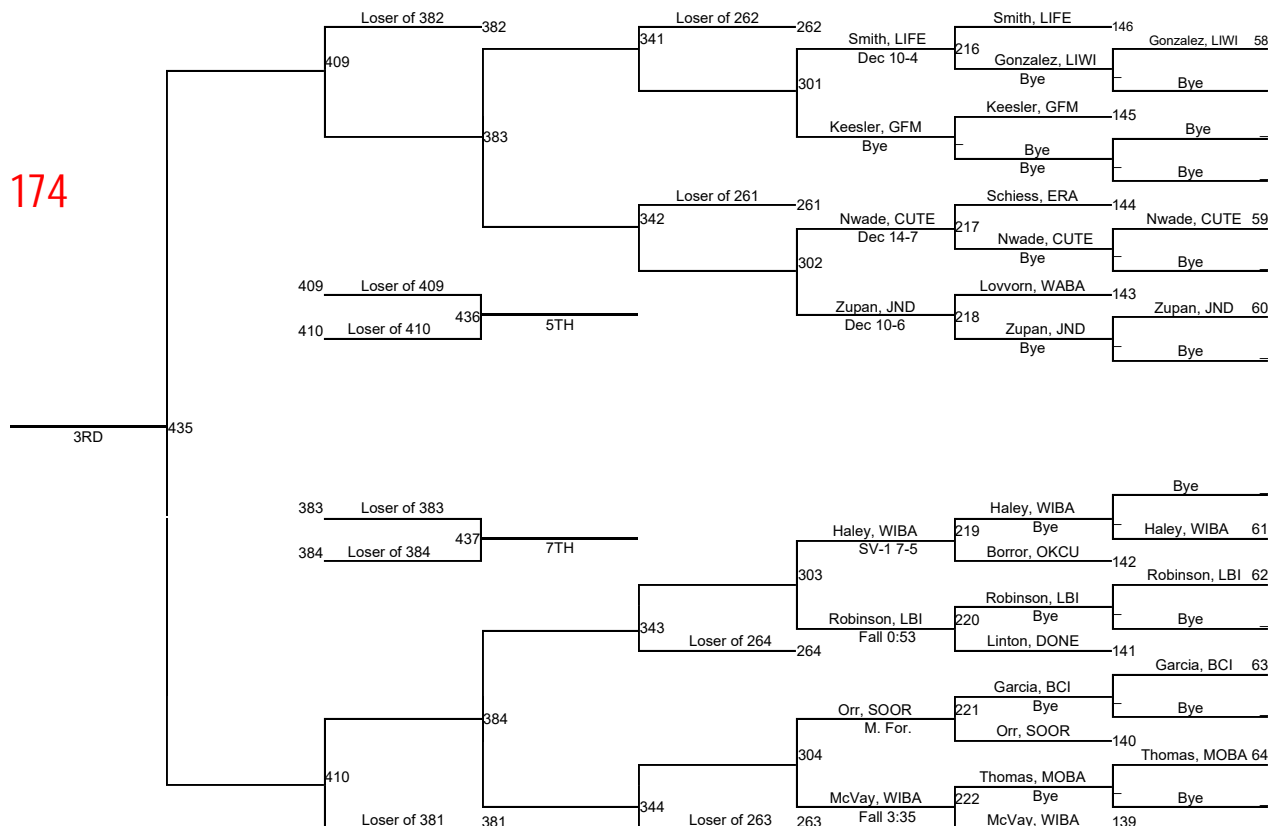 Loser of 382
382
Loser of 262
262
Smith, LIFE
146
Gonzalez, LIWI 58
Smith, LIFE
Dec 10-4
341
216
Gonzalez, LIWI
Bye
Bye
409
301
Keesler, GFM
145
Keesler, GFM
Bye
383
Bye
Bye
Bye
Bye
174
Loser of 261
261
Schiess, ERA
144
342
Nwade, CUTE
Dec 14-7
217
Nwade, CUTE
Bye
Nwade, CUTE 59
Bye
302
409
Loser of 409
Lovvorn, WABA
143
436
5TH
Zupan, JND
Dec 10-6
218
Zupan, JND 60
410
Loser of 410
Zupan, JND
Bye
Bye
3RD
435
Bye
383
Loser of 383
Haley, WIBA
Bye
437
7TH
Haley, WIBA
SV-1 7-5
219
Haley, WIBA 61
384
Loser of 384
Borror, OKCU
142
303
Robinson, LBI 62
Robinson, LBI
Bye
343
Robinson, LBI
Fall 0:53
220
Bye
Loser of 264
264
Linton, DONE
141
Garcia, BCI 63
Garcia, BCI
Bye
384
Orr, SOOR
M. For.
221
Bye
Orr, SOOR
140
304
Thomas, MOBA 64
410
Thomas, MOBA
Bye
344
McVay, WIBA
Fall 3:35
222
Bye
Loser of 381
381
Loser of 263
263
McVay, WIBA
139